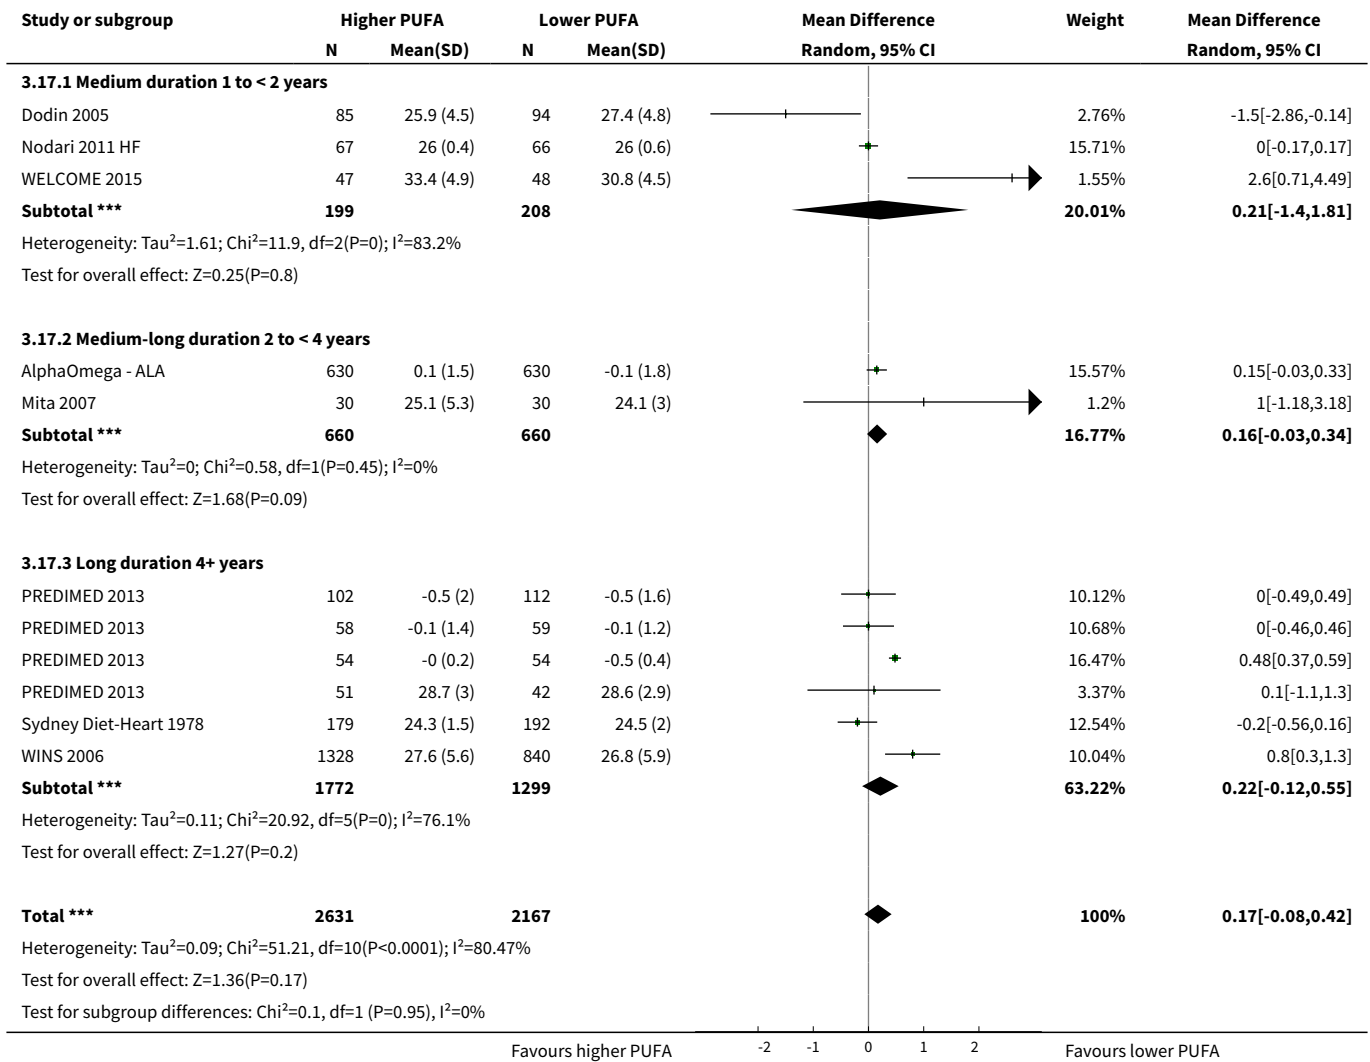 Study or subgroup Higher PUFA Lower PUFA Mean Difference Weight Mean Difference
N Mean(SD) N Mean(SD) Random, 95% CI Random, 95% CI
3.17.1 Medium duration 1 to < 2 years
Dodin 2005 85 25.9 (4.5) 94 27.4 (4.8) 2.76% -1.5[-2.86,-0.14]
Nodari 2011 HF 67 26 (0.4) 66 26 (0.6) 15.71% 0[-0.17,0.17]
WELCOME 2015 47 33.4 (4.9) 48 30.8 (4.5) 1.55% 2.6[0.71,4.49]
Subtotal *** 199 208 20.01% 0.21[-1.4,1.81]
Heterogeneity: Tau²=1.61; Chi²=11.9, df=2(P=0); I²=83.2%
Test for overall effect: Z=0.25(P=0.8)
3.17.2 Medium-long duration 2 to < 4 years
AlphaOmega - ALA 630 0.1 (1.5) 630 -0.1 (1.8) 15.57% 0.15[-0.03,0.33]
Mita 2007 30 25.1 (5.3) 30 24.1 (3) 1.2% 1[-1.18,3.18]
Subtotal *** 660 660 16.77% 0.16[-0.03,0.34]
Heterogeneity: Tau²=0; Chi²=0.58, df=1(P=0.45); I²=0%
Test for overall effect: Z=1.68(P=0.09)
3.17.3 Long duration 4+ years
PREDIMED 2013 102 -0.5 (2) 112 -0.5 (1.6) 10.12% 0[-0.49,0.49]
PREDIMED 2013 58 -0.1 (1.4) 59 -0.1 (1.2) 10.68% 0[-0.46,0.46]
PREDIMED 2013 54 -0 (0.2) 54 -0.5 (0.4) 16.47% 0.48[0.37,0.59]
PREDIMED 2013 51 28.7 (3) 42 28.6 (2.9) 3.37% 0.1[-1.1,1.3]
Sydney Diet-Heart 1978 179 24.3 (1.5) 192 24.5 (2) 12.54% -0.2[-0.56,0.16]
WINS 2006 1328 27.6 (5.6) 840 26.8 (5.9) 10.04% 0.8[0.3,1.3]
Subtotal *** 1772 1299 63.22% 0.22[-0.12,0.55]
Heterogeneity: Tau²=0.11; Chi²=20.92, df=5(P=0); I²=76.1%
Test for overall effect: Z=1.27(P=0.2)
Total *** 2631 2167 100% 0.17[-0.08,0.42]
Heterogeneity: Tau²=0.09; Chi²=51.21, df=10(P<0.0001); I²=80.47%
Test for overall effect: Z=1.36(P=0.17)
Test for subgroup differences: Chi²=0.1, df=1 (P=0.95), I²=0%
Favours higher PUFA -2 -1 0 1 2 Favours lower PUFA